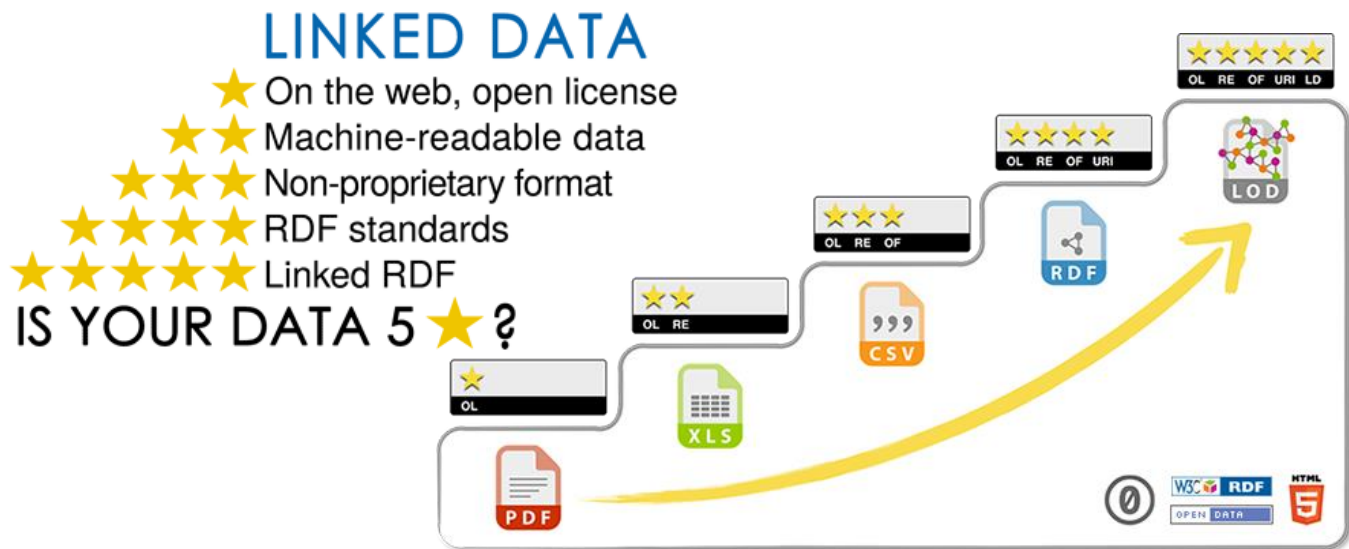 LINKED DATA
On the web, open license
Machine-readable data
Non-proprietary format
RDF standards
Linked RDF
IS YOUR DATA 5 ?
OL
PDF
OL RE
XLS
OL RE OF
,,,
CSV
OL RE OF URI
RDF
OL RE OF URI LD
LOD
0
W3C RDF
OPEN DATA
HTML
5